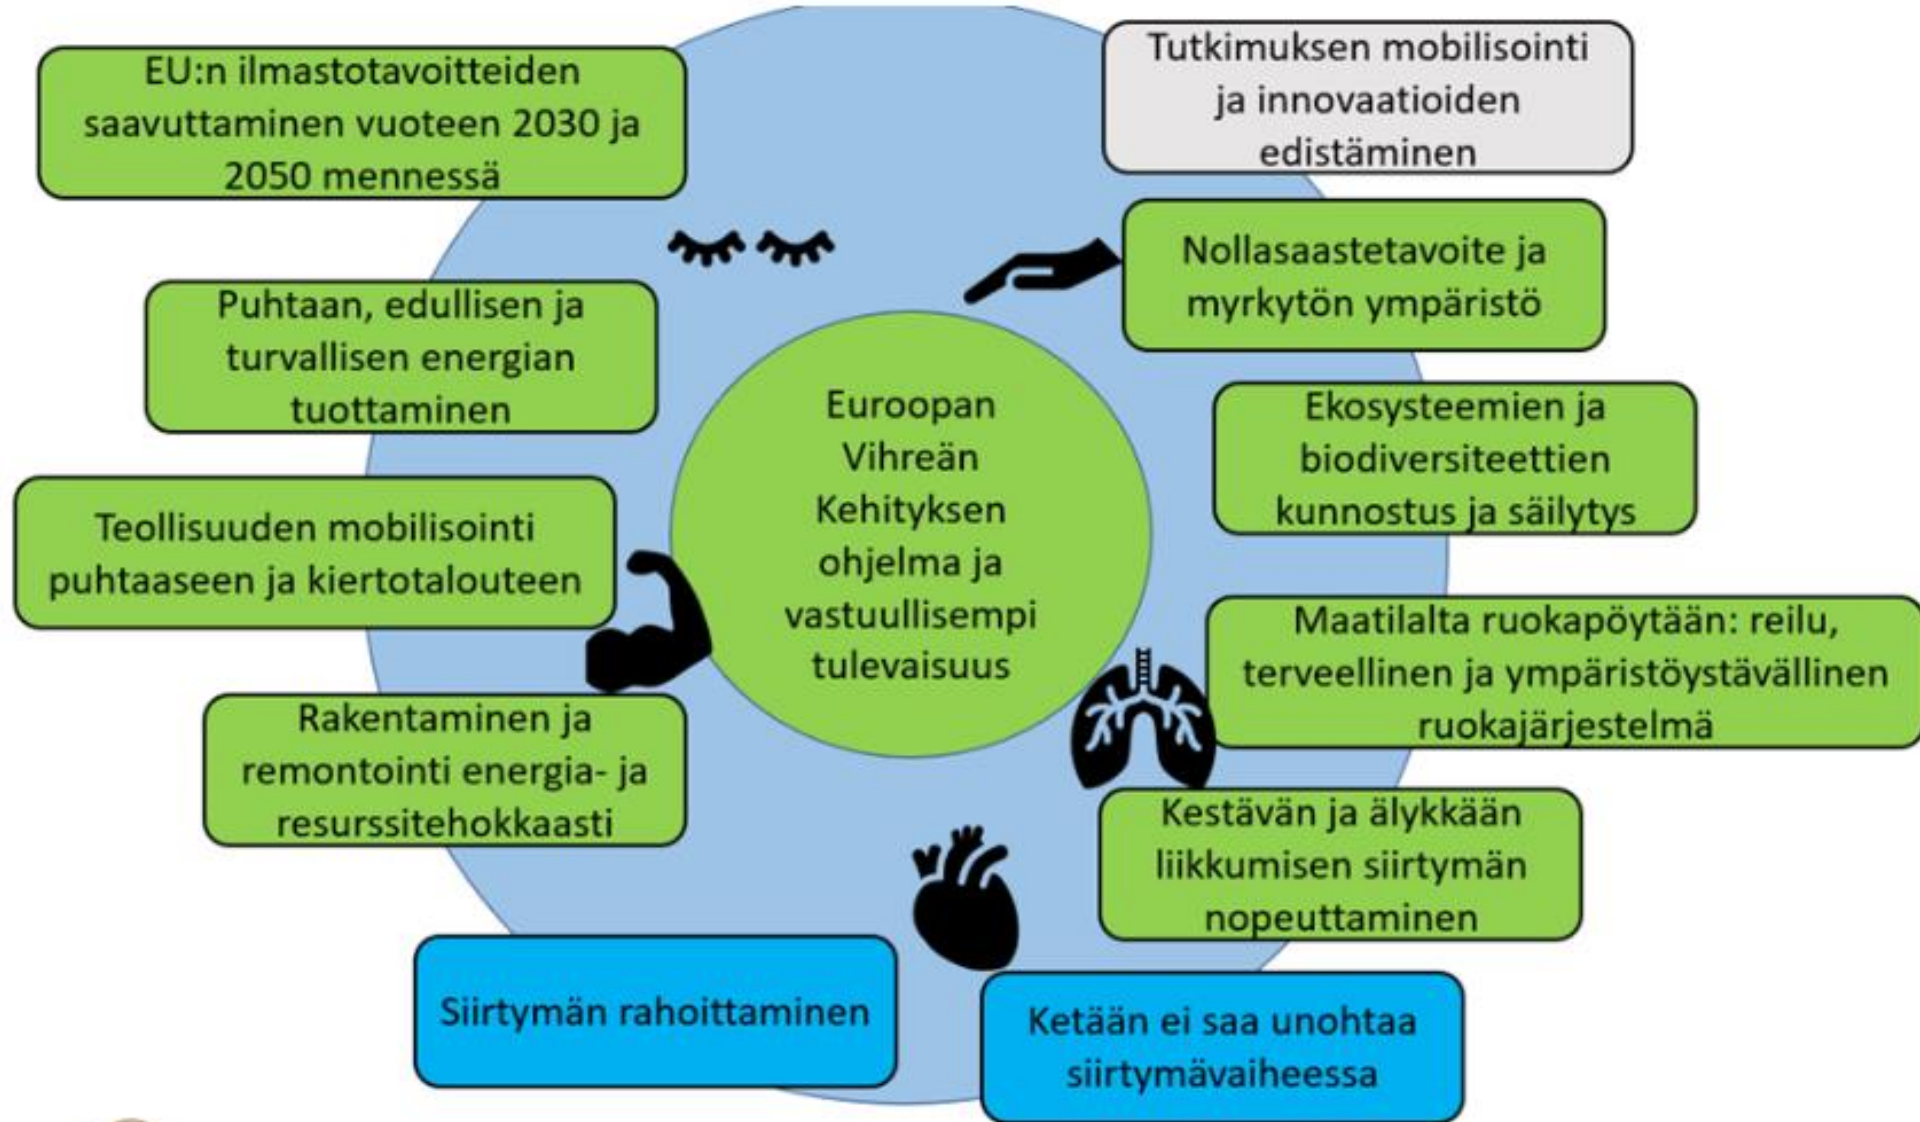 EU:n ilmastotavoitteiden
saavuttaminen vuoteen 2030 ja
2050 mennessä
Puhtaan, edullisen ja
turvallisen energian
tuottaminen
Teollisuuden mobilisointi
puhtaaseen ja kiertotalouteen
Rakentaminen ja
remontointi energia- ja
resurssitehokkaasti
Siirtymän rahoittaminen
Euroopan
Vihreän
Kehityksen
ohjelma ja
vastuullisempi
tulevaisuus
Tutkimuksen mobilisointi
ja innovaatioiden
edistäminen
Nollasaastetavoite ja
myrkytön ympäristö
Ekosysteemien ja
biodiversiteettien
kunnostus ja säilytys
Maatilalta ruokapöytään: reilu,
terveellinen ja ympäristöystävällinen
ruokajärjestelmä
Kestävän ja älykkään
liikkumisen siirtymän
nopeuttaminen
Ketään ei saa unohtaa
siirtymävaiheessa